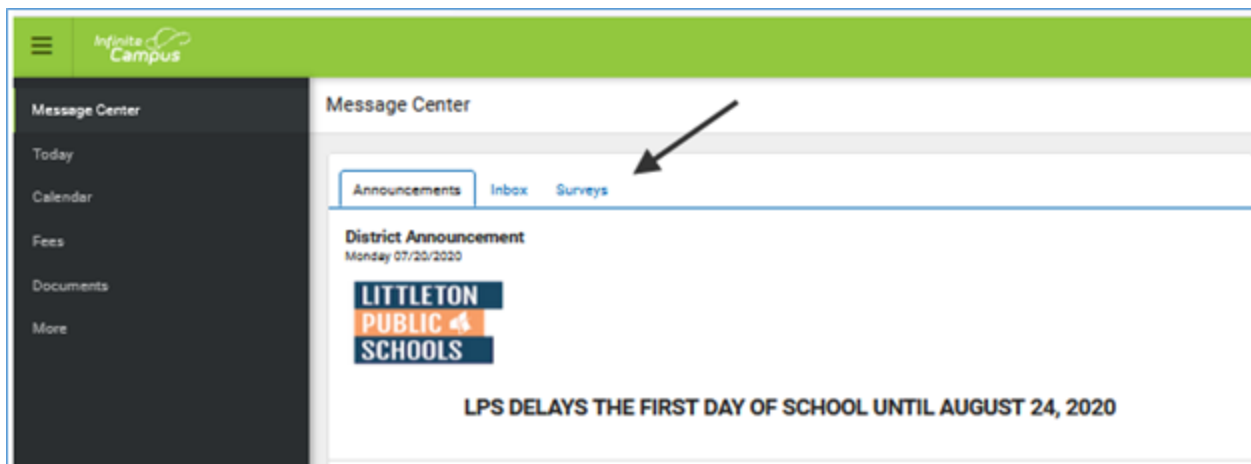 Infinite
Campus
Message Center
Today
Calendar
Fees
Documents
More
Message Center
Announcements Inbox Surveys
District Announcement
Monday 07/20/2020
LITTLETON
PUBLIC
SCHOOLS
LPS DELAYS THE FIRST DAY OF SCHOOL UNTIL AUGUST 24, 2020